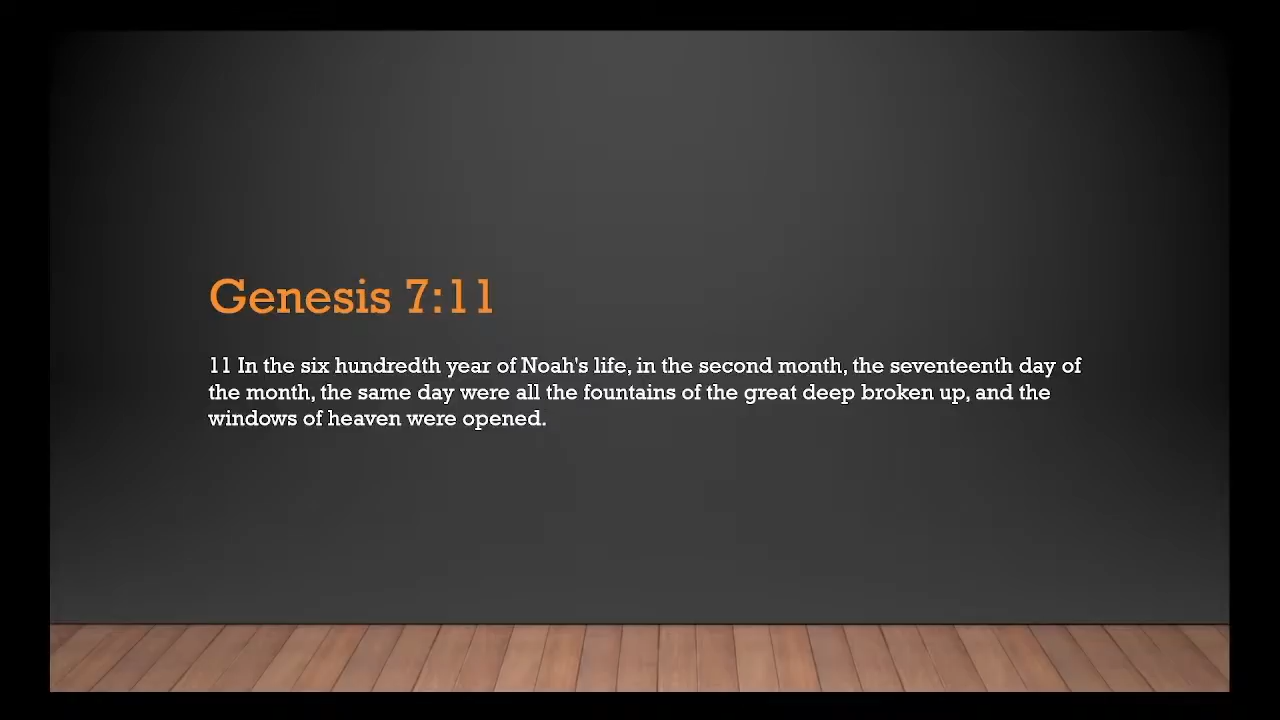 Genesis 7:11
11 In the six hundredth year of Noah's life, in the second month, the seventeenth day of
the month, the same day were all the fountains of the great deep broken up, and the
windows of heaven were opened.